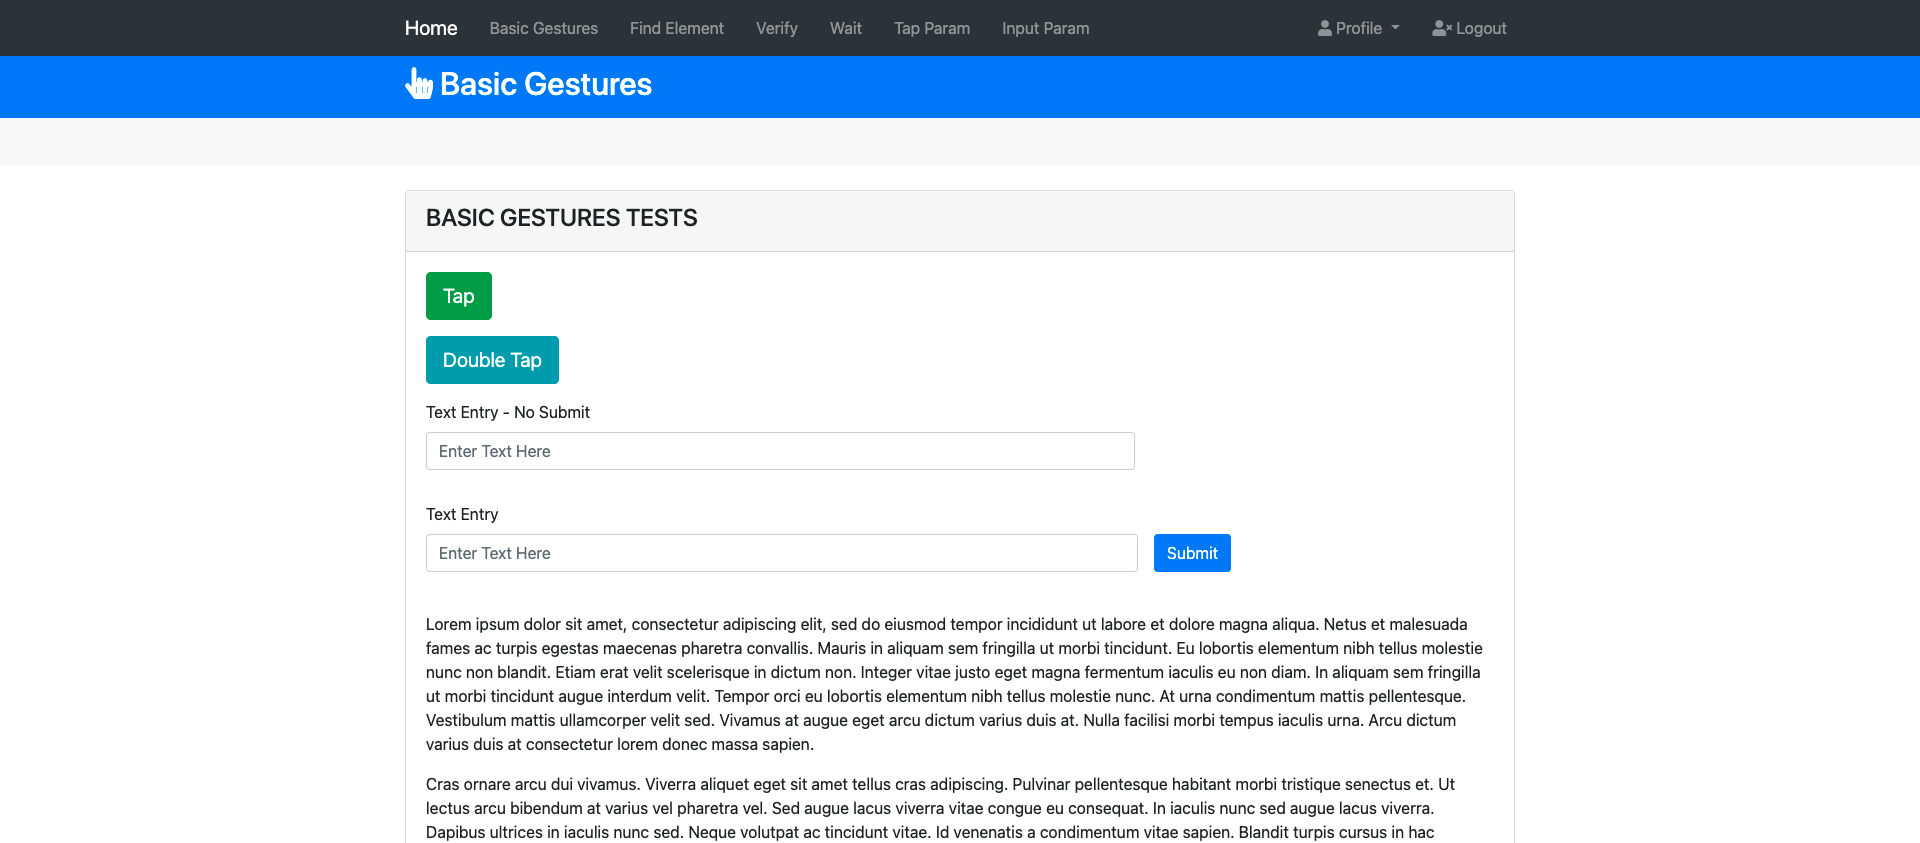 Home Basic Gestures Find Element Verify Wait Tap Param Input Param Profile Logout
Basic Gestures
BASIC GESTURES TESTS
Tap
Double Tap
Text Entry - No Submit
Enter Text Here
Text Entry
Enter Text Here Submit
Lorem ipsum dolor sit amet, consectetur adipiscing elit, sed do eiusmod tempor incididunt ut labore et dolore magna aliqua. Netus et malesuada
fames ac turpis egestas maecenas pharetra convallis. Mauris in aliquam sem fringilla ut morbi tincidunt. Eu lobortis elementum nibh tellus molestie
nunc non blandit. Etiam erat velit scelerisque in dictum non. Integer vitae justo eget magna fermentum iaculis eu non diam. In aliquam sem fringilla
ut morbi tincidunt augue interdum velit. Tempor orci eu lobortis elementum nibh tellus molestie nunc. At urna condimentum mattis pellentesque.
Vestibulum mattis ullamcorper velit sed. Vivamus at augue eget arcu dictum varius duis at. Nulla facilisi morbi tempus iaculis urna. Arcu dictum
varius duis at consectetur lorem donec massa sapien.
Cras ornare arcu dui vivamus. Viverra aliquet eget sit amet tellus cras adipiscing. Pulvinar pellentesque habitant morbi tristique senectus et. Ut
lectus arcu bibendum at varius vel pharetra vel. Sed augue lacus viverra vitae congue eu consequat. In iaculis nunc sed augue lacus viverra.
Dapibus ultrices in iaculis nunc sed. Neque volutpat ac tincidunt vitae. Id venenatis a condimentum vitae sapien. Blandit turpis cursus in hac